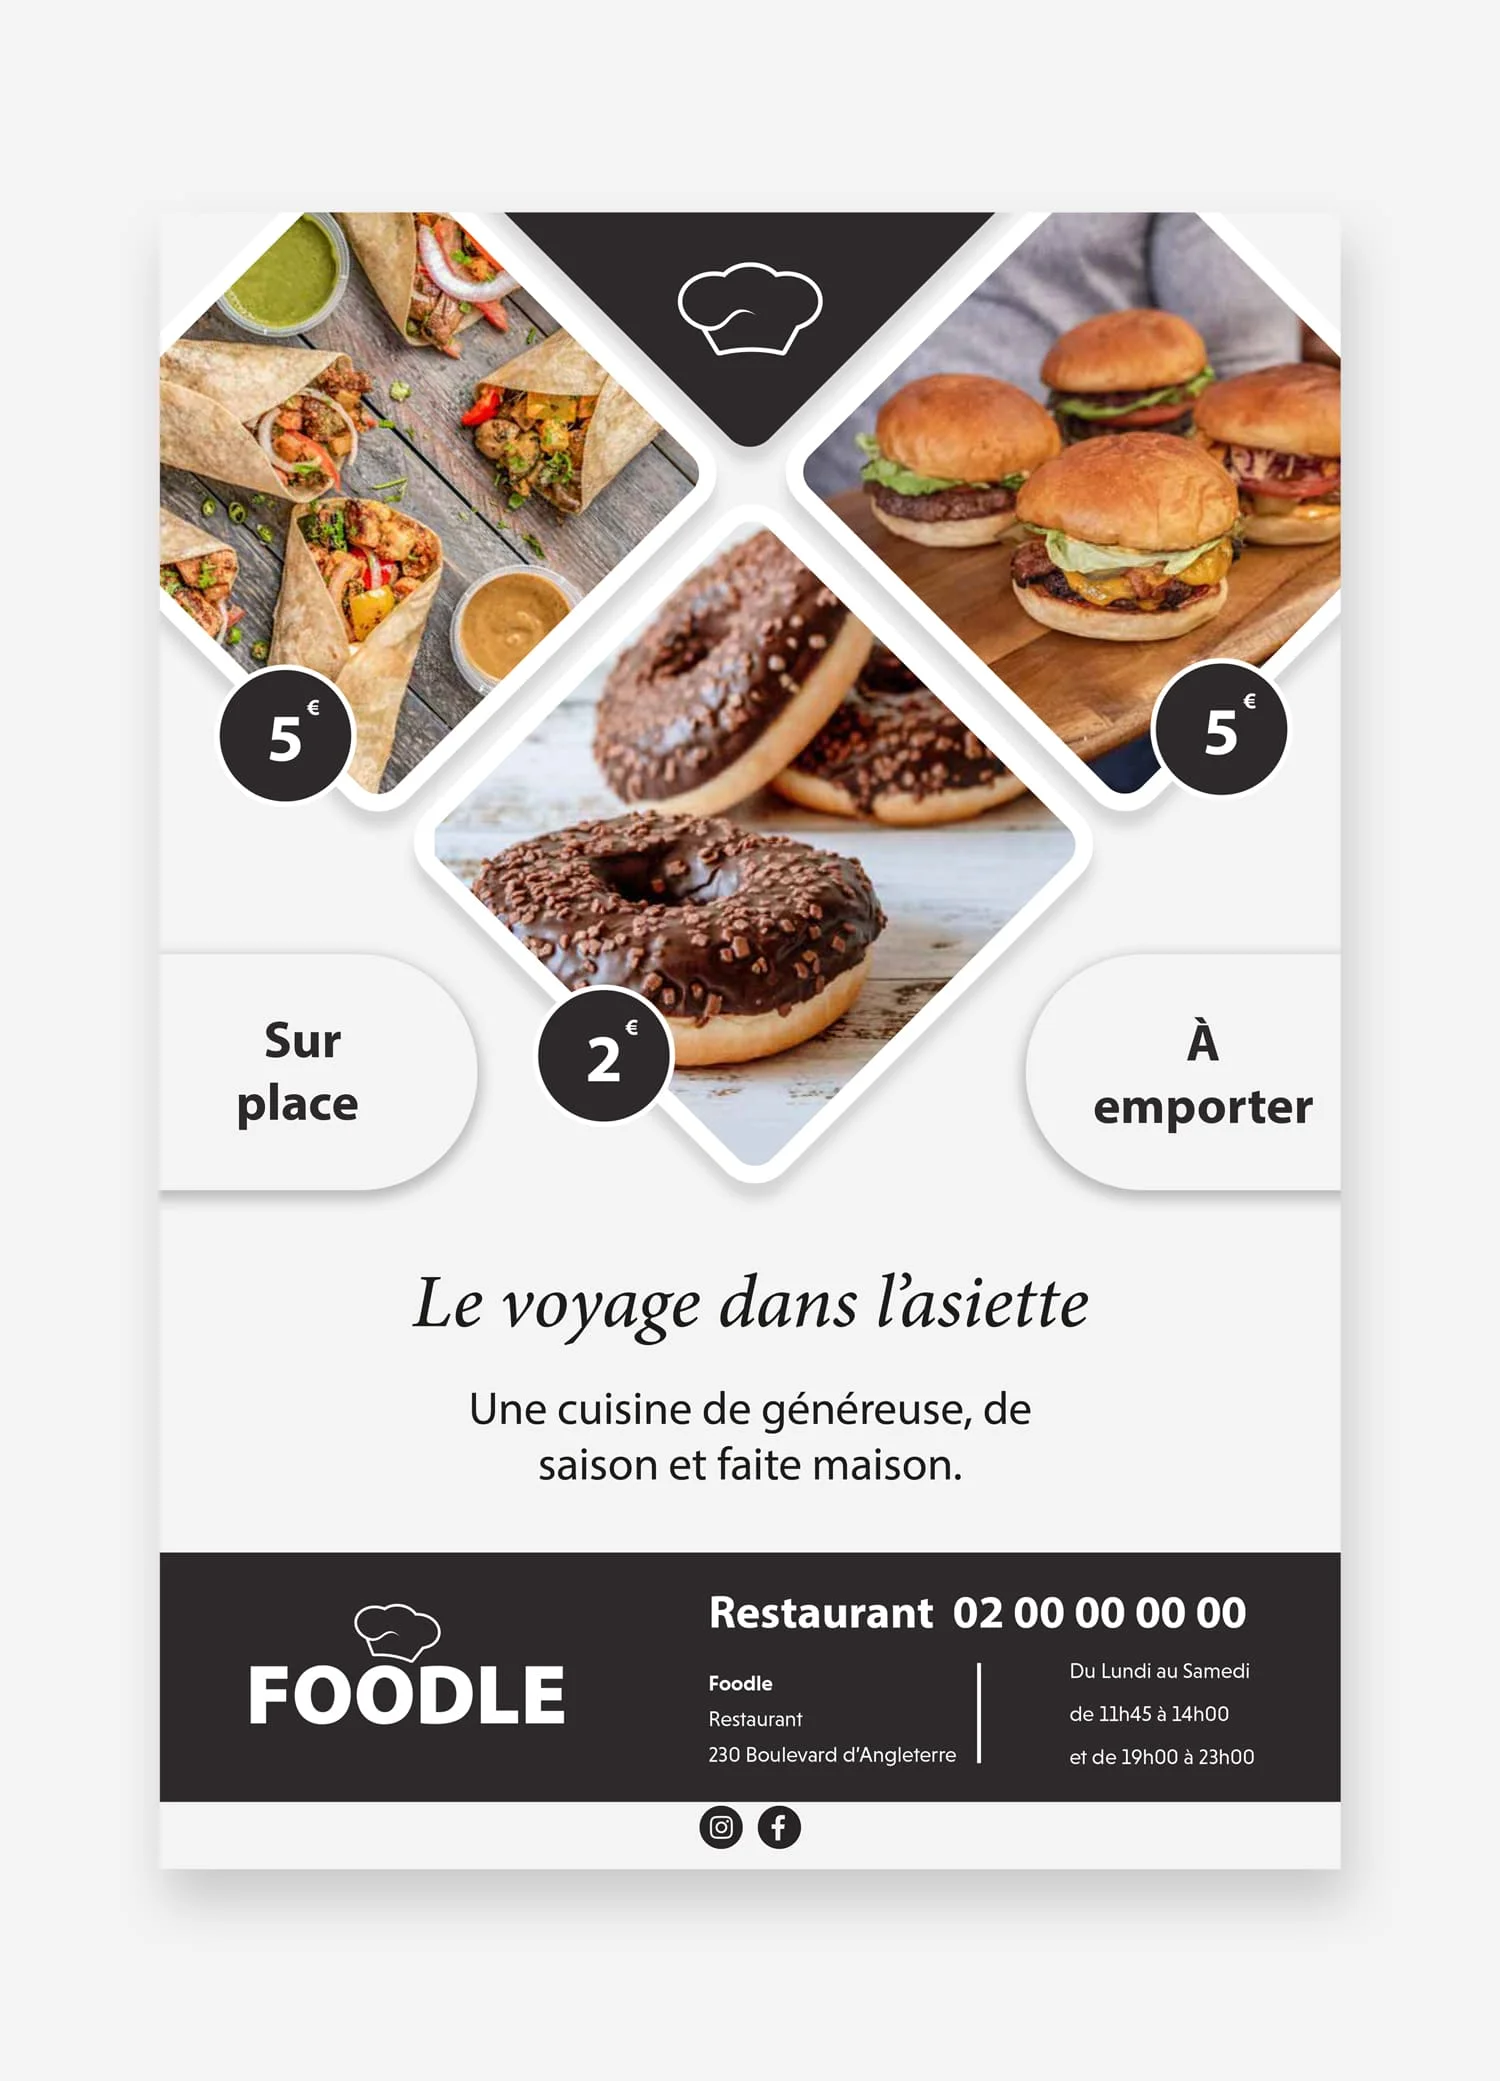 5 €
5 €
2 €
Sur
place
À
emporter
Le voyage dans l’asiette
Une cuisine de généreuse, de
saison et faite maison.
FOODLE
Restaurant 02 00 00 00 00
Foodle
Restaurant
230 Boulevard d’Angleterre
Du Lundi au Samedi
de 11h45 à 14h00
et de 19h00 à 23h00